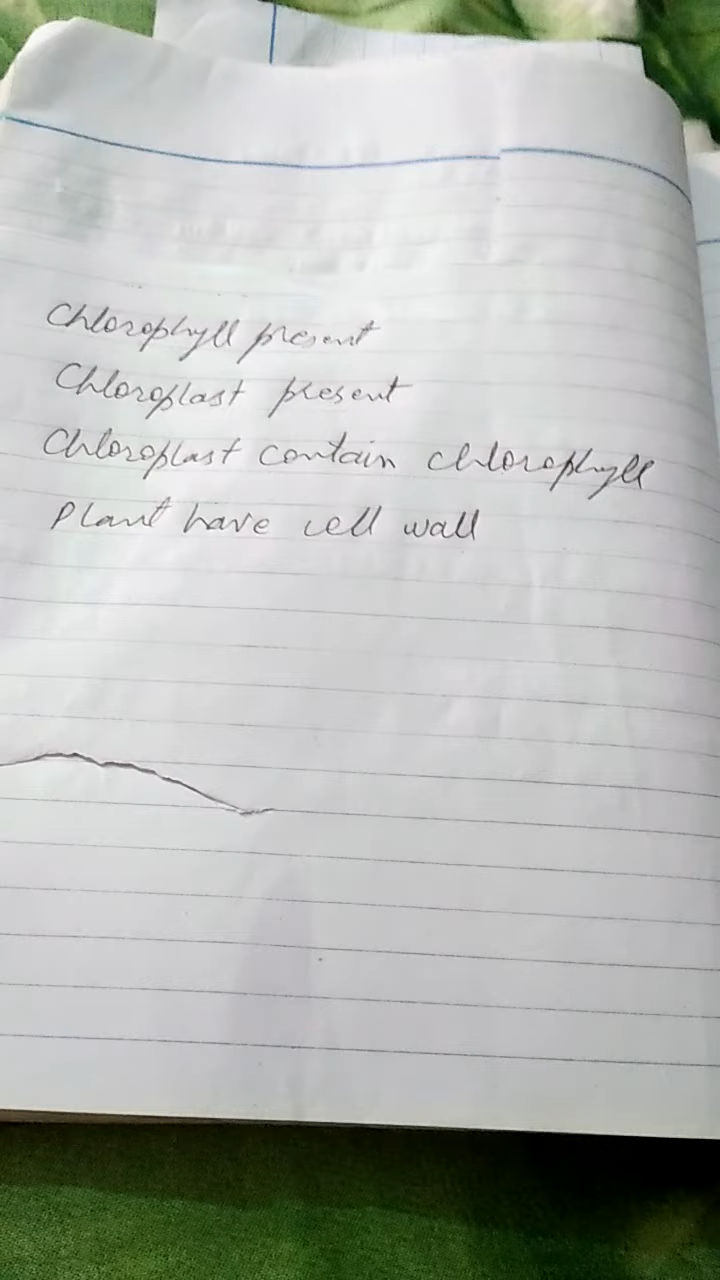 Chlorophyll present
Chloroplast present
Chloroplast contain chlorophyll
Plant have cell wall